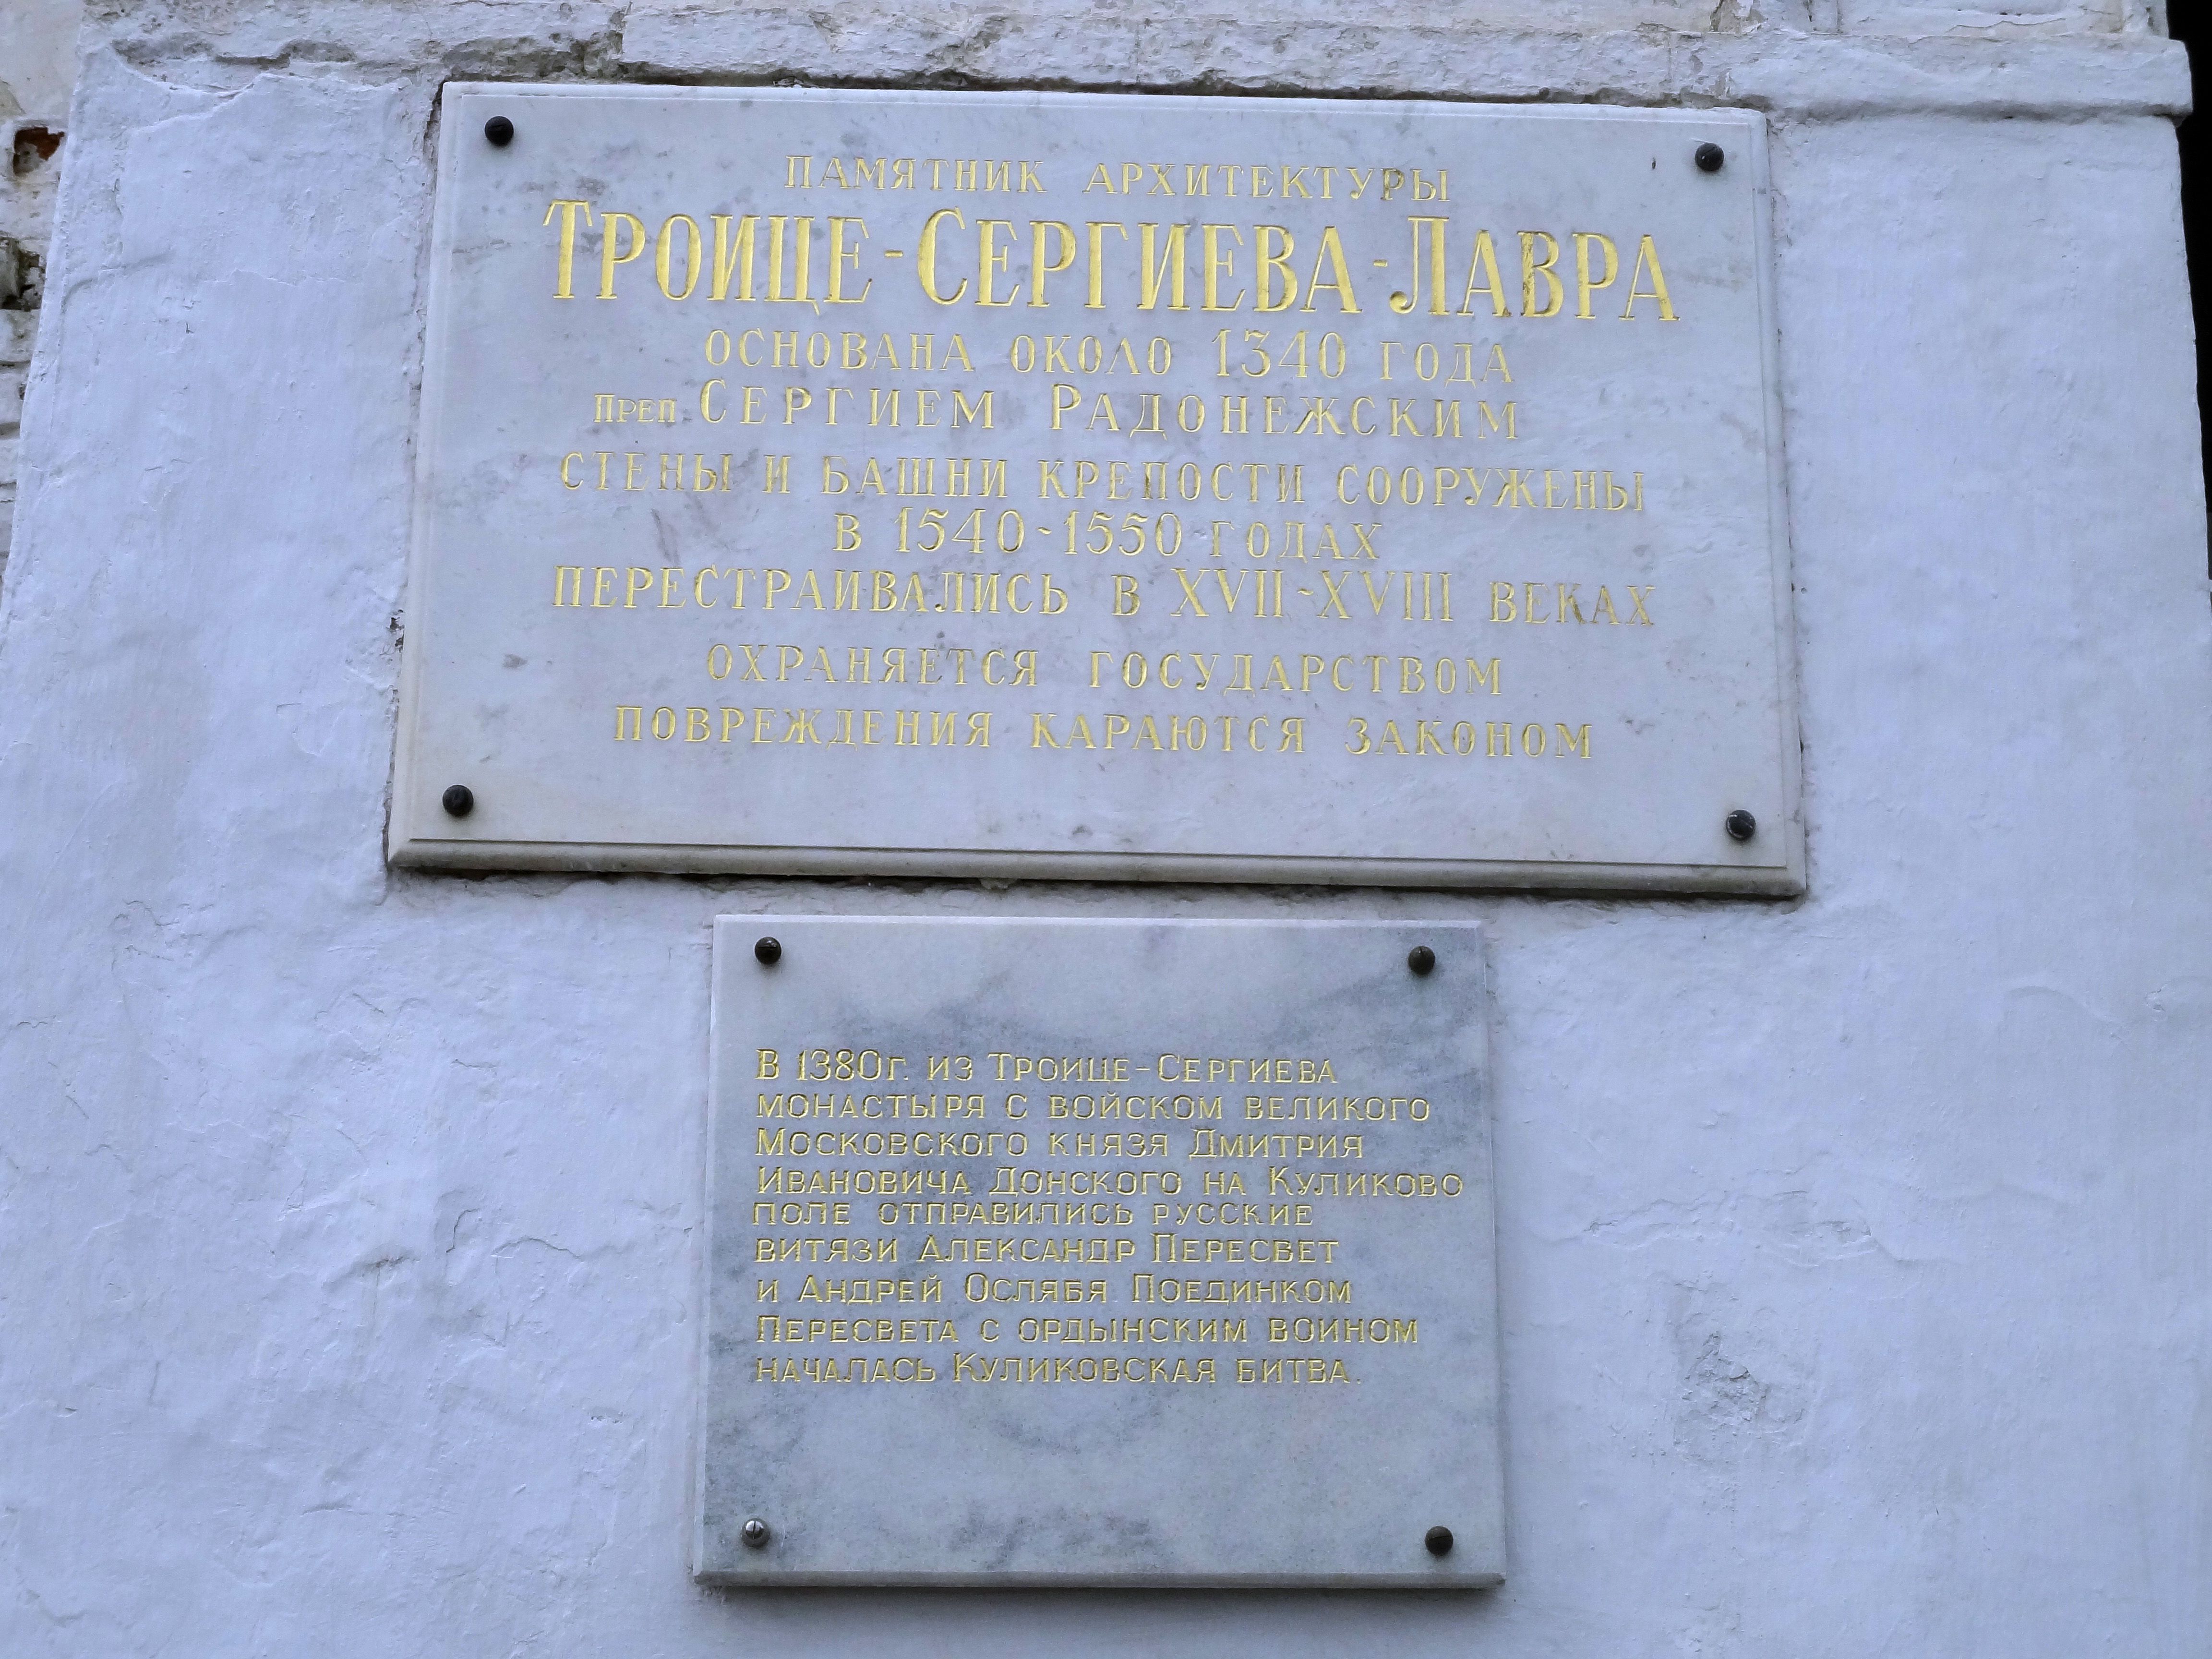 ПАМЯТНИК АРХИТЕКТУРЫ
ТРОИЦЕ-СЕРГИЕВА-ЛАВРА
ОСНОВАНА ОКОЛО 1340 ГОДА
ПРЕП. СЕРГИЕМ РАДОНЕЖСКИМ
СТЕНЫ И БАШНИ КРЕПОСТИ СООРУЖЕНЫ
В 1540-1550 ГОДАХ
ПЕРЕСТРАИВАЛИСЬ В XVII-XVIII ВЕКАХ
ОХРАНЯЕТСЯ ГОСУДАРСТВОМ
ПОВРЕЖДЕНИЯ КАРАЮТСЯ ЗАКОНОМ
В 1380г. ИЗ ТРОИЦЕ-СЕРГИЕВА
МОНАСТЫРЯ С ВОЙСКОМ ВЕЛИКОГО
МОСКОВСКОГО КНЯЗЯ ДМИТРИЯ
ИВАНОВИЧА ДОНСКОГО НА КУЛИКОВО
ПОЛЕ ОТПРАВИЛИСЬ РУССКИЕ
ВИТЯЗИ АЛЕКСАНДР ПЕРЕСВЕТ
И АНДРЕЙ ОСЛЯБЯ ПОЕДИНКОМ
ПЕРЕСВЕТА С ОРДЫНСКИМ ВОИНОМ
НАЧАЛАСЬ КУЛИКОВСКАЯ БИТВА.